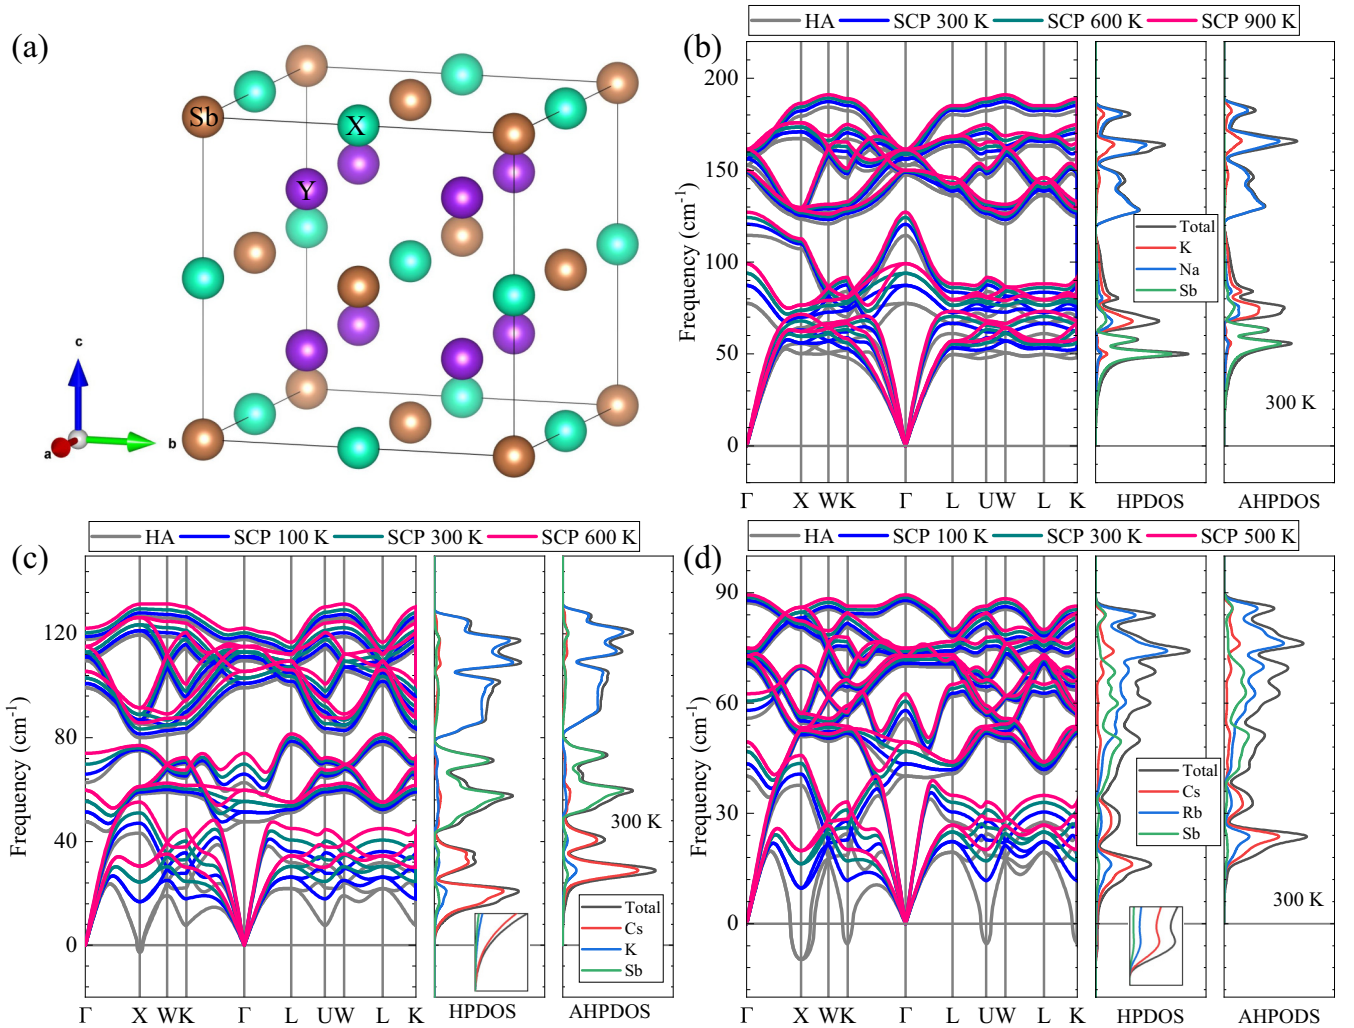 (a)
Sb
X
Y
c
a
b
(b)
HA
SCP 300 K
SCP 600 K
SCP 900 K
Frequency (cm⁻¹)
200
150
100
50
0
Γ X W K Γ L U W L K
Total
K
Na
Sb
300 K
HPDOS
AHPDOS
(c)
HA
SCP 100 K
SCP 300 K
SCP 600 K
Frequency (cm⁻¹)
120
80
40
0
Γ X W K Γ L U W L K
300 K
Total
Cs
K
Sb
HPDOS
AHPDOS
(d)
HA
SCP 100 K
SCP 300 K
SCP 500 K
Frequency (cm⁻¹)
90
60
30
0
Γ X W K Γ L U W L K
Total
Cs
Rb
Sb
300 K
HPDOS
AHPODS